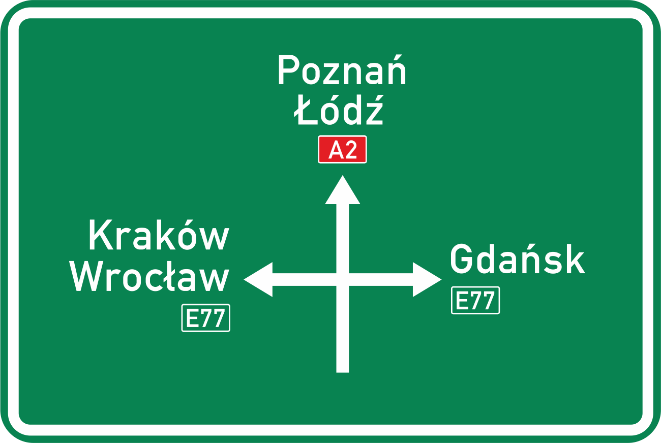 Poznań
Łódź
A2
Kraków
Wrocław
E77
Gdańsk
E77